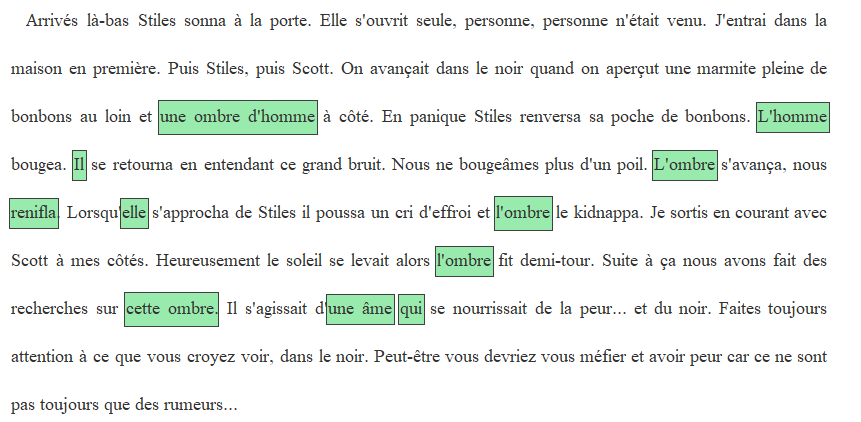 Arrivés là-bas Stiles sonna à la porte. Elle s'ouvrit seule, personne, personne n'était venu. J'entrai dans la
maison en première. Puis Stiles, puis Scott. On avançait dans le noir quand on aperçut une marmite pleine de
bonbons au loin et une ombre d'homme à côté. En panique Stiles renversa sa poche de bonbons. L'homme
bougea. Il se retourna en entendant ce grand bruit. Nous ne bougeâmes plus d'un poil. L'ombre s'avança, nous
renifla. Lorsqu'elle s'approcha de Stiles il poussa un cri d'effroi et l'ombre le kidnappa. Je sortis en courant avec
Scott à mes côtés. Heureusement le soleil se levait alors l'ombre fit demi-tour. Suite à ça nous avons fait des
recherches sur cette ombre. Il s'agissait d'une âme qui se nourrissait de la peur... et du noir. Faites toujours
attention à ce que vous croyez voir, dans le noir. Peut-être vous devriez vous méfier et avoir peur car ce ne sont
pas toujours que des rumeurs...